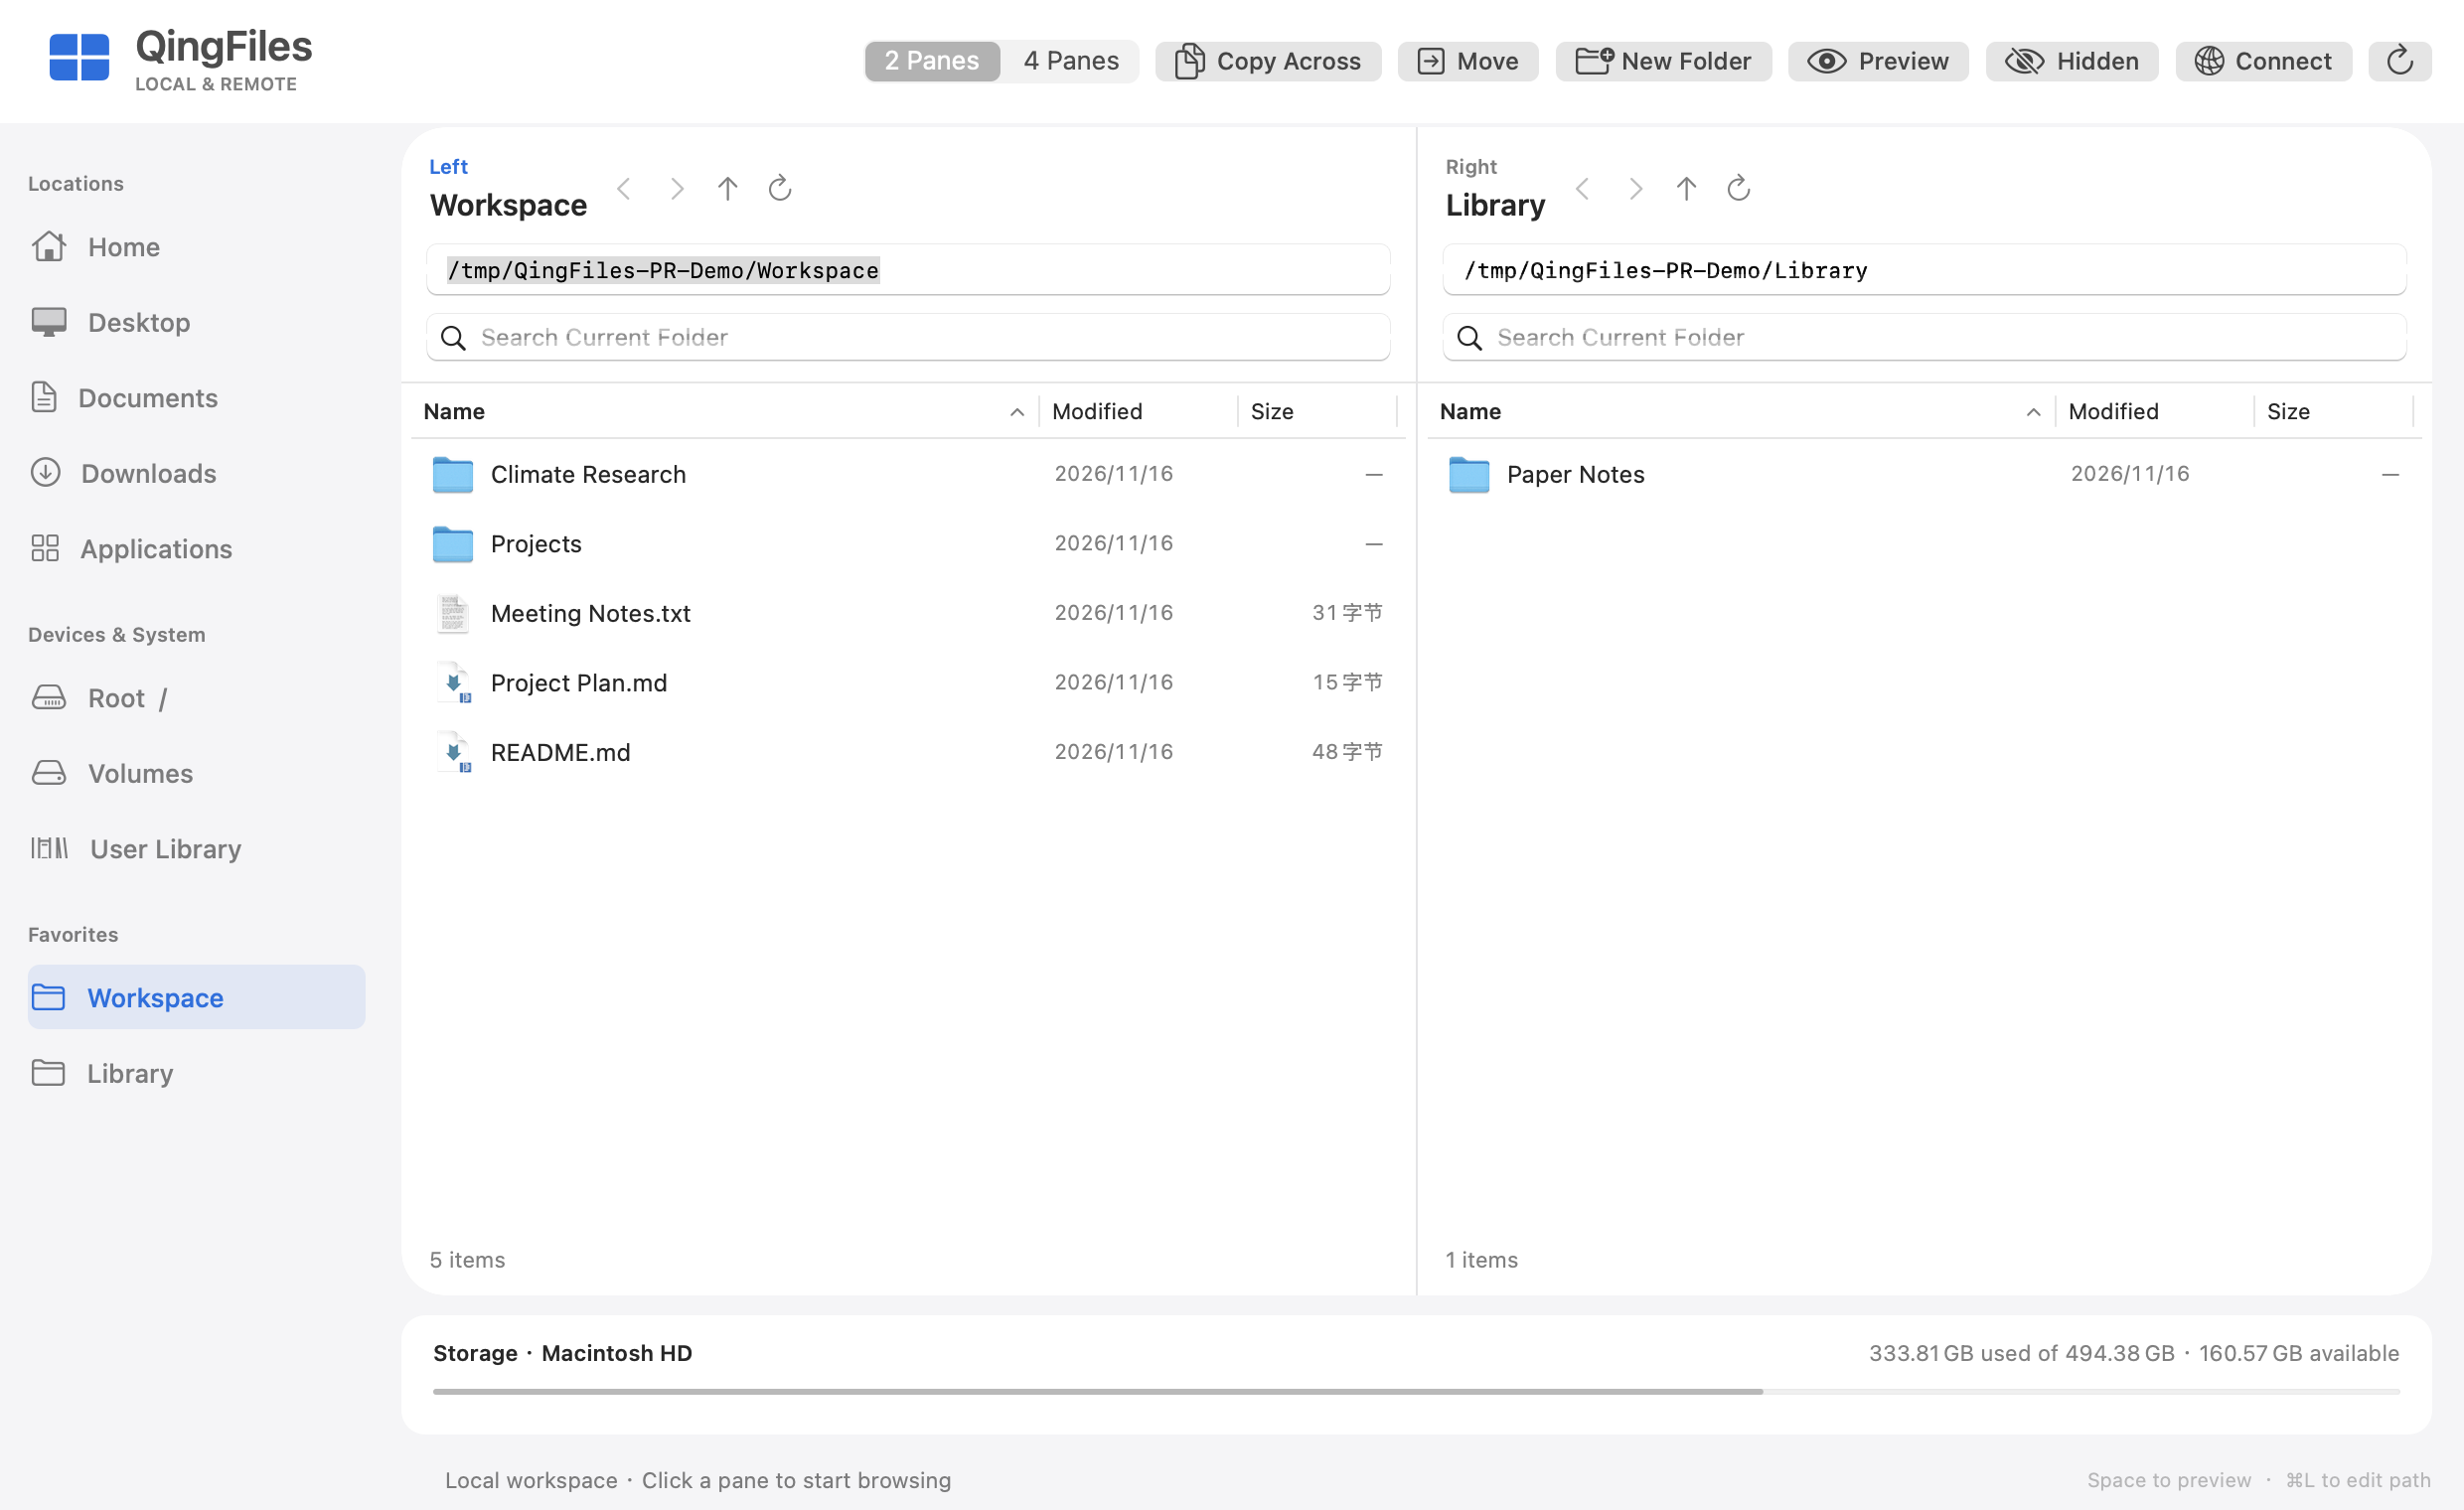 QingFiles
LOCAL & REMOTE
2 Panes 4 Panes Copy Across Move New Folder Preview Hidden Connect
Locations
Home
Desktop
Documents
Downloads
Applications
Devices & System
Root /
Volumes
User Library
Favorites
Workspace
Library
Left
Workspace
/tmp/QingFiles-PR-Demo/Workspace
Search Current Folder
Name Modified Size
Climate Research 2026/11/16 —
Projects 2026/11/16 —
Meeting Notes.txt 2026/11/16 31 字节
Project Plan.md 2026/11/16 15 字节
README.md 2026/11/16 48 字节
5 items
Right
Library
/tmp/QingFiles-PR-Demo/Library
Search Current Folder
Name Modified Size
Paper Notes 2026/11/16 —
1 items
Storage · Macintosh HD 333.81 GB used of 494.38 GB · 160.57 GB available
Local workspace · Click a pane to start browsing Space to preview · ⌘L to edit path